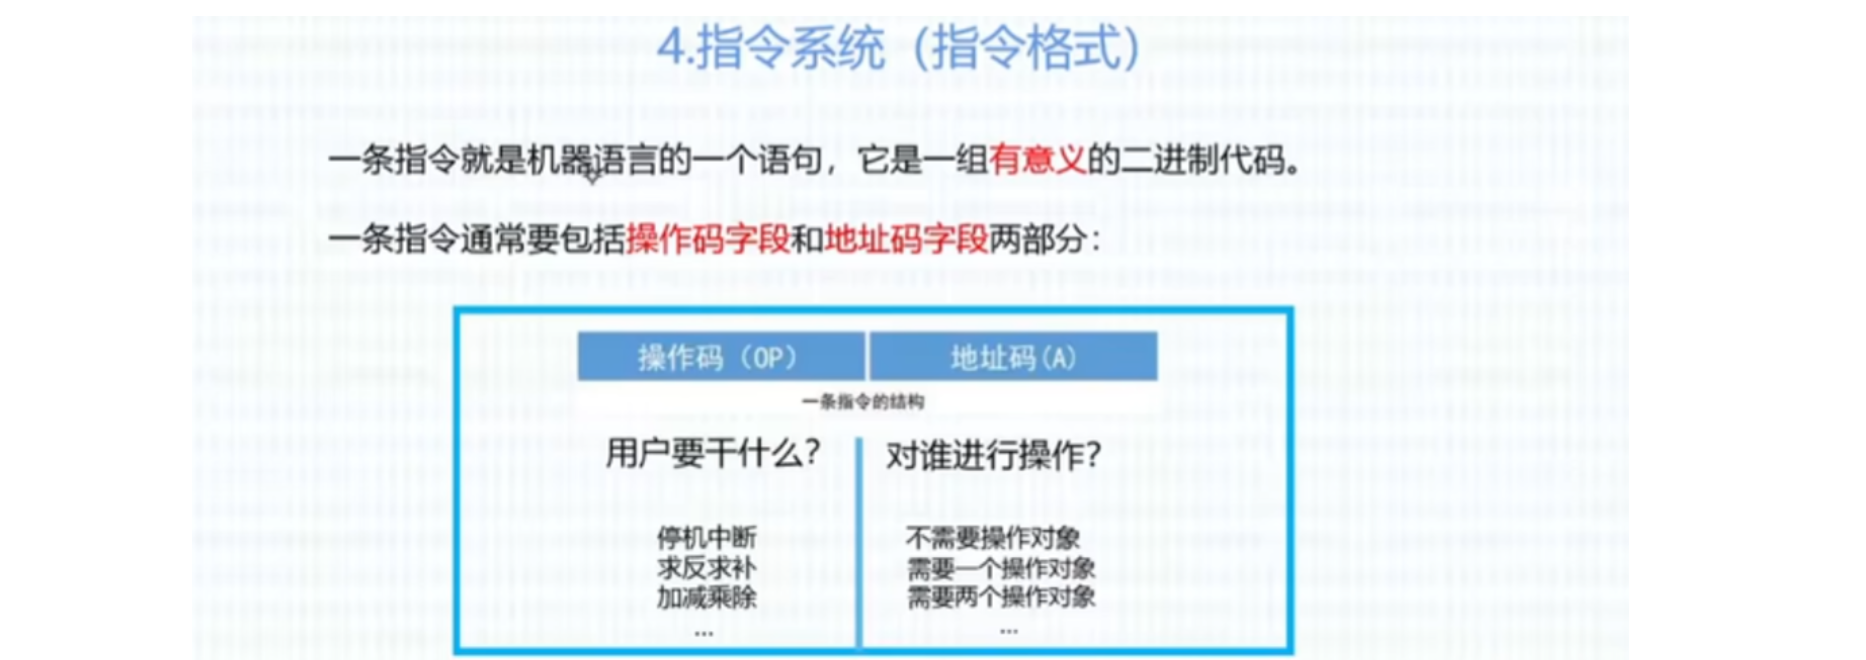 4.指令系统（指令格式）
一条指令就是机器语言的一个语句，它是一组有意义的二进制代码。
一条指令通常要包括操作码字段和地址码字段两部分：
操作码（OP） 地址码(A)
一条指令的结构
用户要干什么？ 对谁进行操作？
停机中断 不需要操作对象
求反求补 需要一个操作对象
加减乘除 需要两个操作对象
... ...